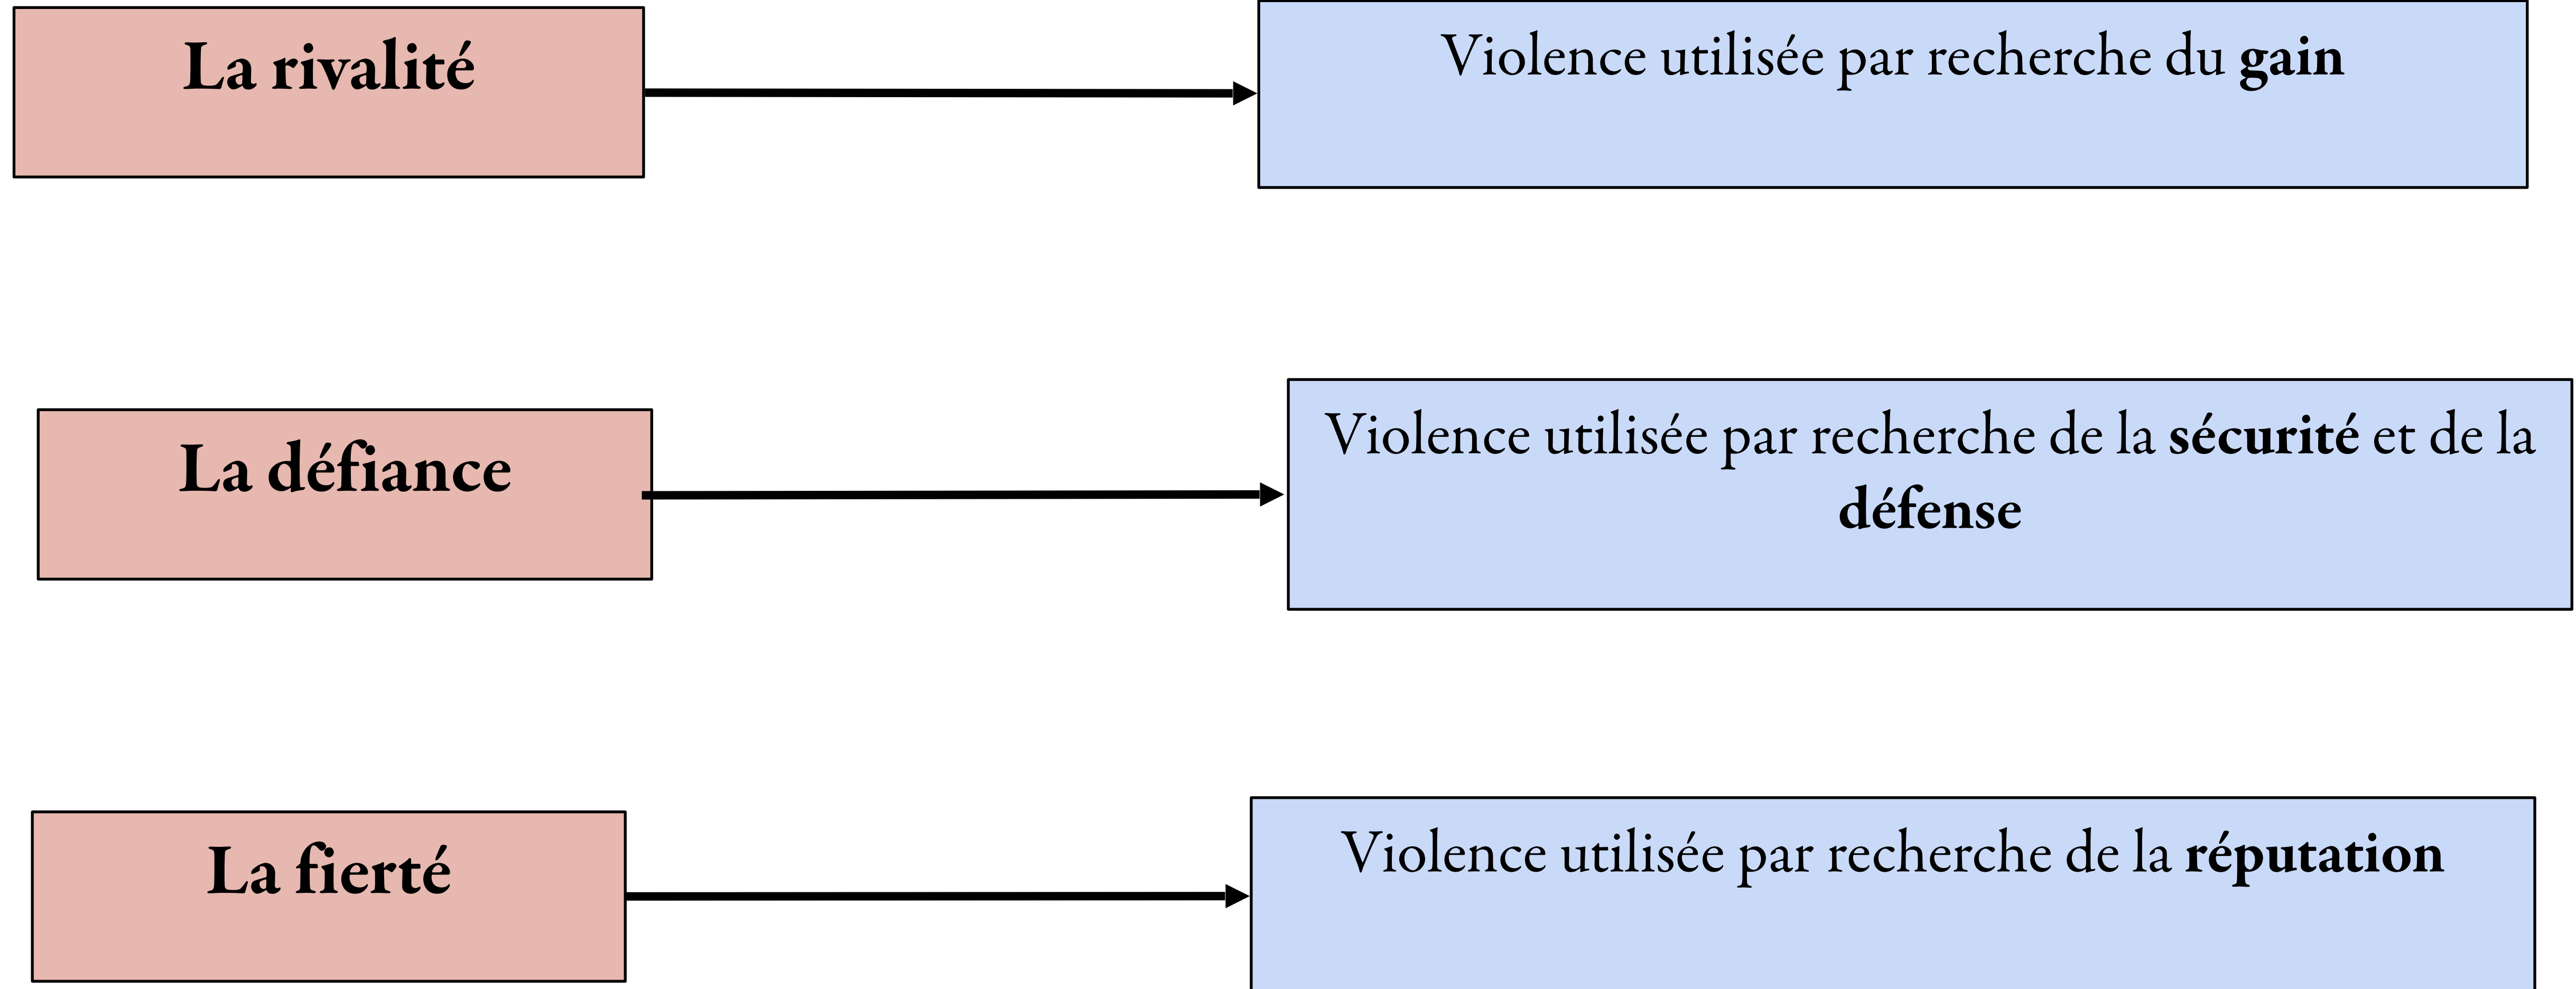 La rivalité
Violence utilisée par recherche du gain
La défiance
Violence utilisée par recherche de la sécurité et de la
défense
La fierté
Violence utilisée par recherche de la réputation